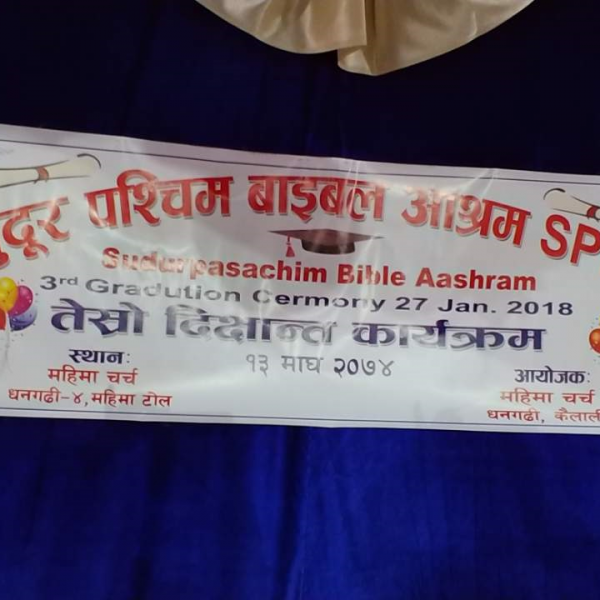 ुदूर पश्चिम बाइबल आश्रम SP
Sudurpasachim Bible Aashram
3rd Gradution Cermony 27 Jan. 2018
तेस्रो दिक्षान्त कार्यक्रम
१३ माघ २०७४
स्थान:
महिमा चर्च
धनगढी-४, महिमा टोल
आयोजक:
महिमा चर्च
धनगढी, कैलाली